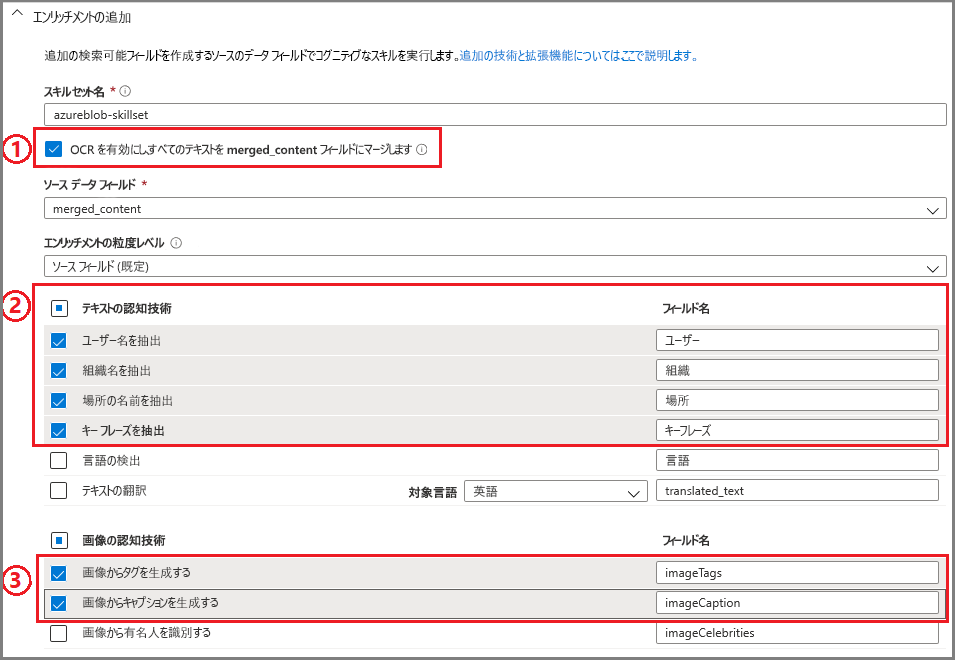 エンリッチメントの追加
追加の検索可能フィールドを作成するソースのデータ フィールドでコグニティブなスキルを実行します。追加の技術と拡張機能についてはここで説明します。
スキルセット名 *
azureblob-skillset
① OCR を有効にし、すべてのテキストを merged_content フィールドにマージします
ソース データ フィールド *
merged_content
エンリッチメントの粒度レベル
ソース フィールド (既定)
② テキストの認知技術 フィールド名
ユーザー名を抽出 ユーザー
組織名を抽出 組織
場所の名前を抽出 場所
キー フレーズを抽出 キーフレーズ
言語の検出 言語
テキストの翻訳 対象言語 英語 translated_text
画像の認知技術 フィールド名
③ 画像からタグを生成する imageTags
画像からキャプションを生成する imageCaption
画像から有名人を識別する imageCelebrities